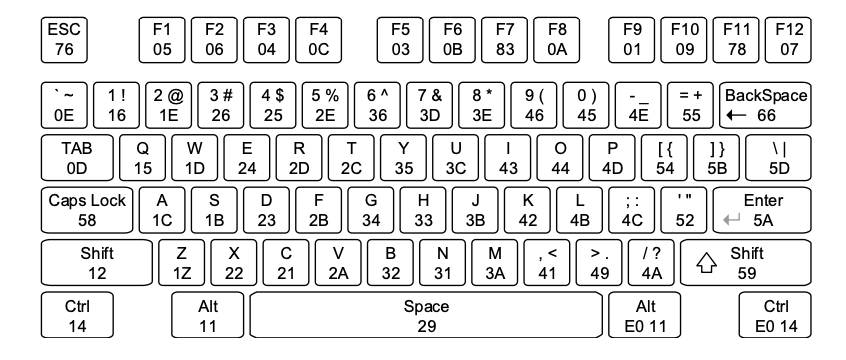 ESC F1 F2 F3 F4 F5 F6 F7 F8 F9 F10 F11 F12
76 05 06 04 0C 03 0B 83 0A 01 09 78 07
` ~ 1 ! 2 @ 3 # 4 $ 5 % 6 ^ 7 & 8 * 9 ( 0 ) - _ = + BackSpace
0E 16 1E 26 25 2E 36 3D 3E 46 45 4E 55 ← 66
TAB Q W E R T Y U I O P [ { ] } \ |
0D 15 1D 24 2D 2C 35 3C 43 44 4D 54 5B 5D
Caps Lock A S D F G H J K L ; : ' " Enter
58 1C 1B 23 2B 34 33 3B 42 4B 4C 52 ↵ 5A
Shift Z X C V B N M , < > . / ? ⇧ Shift
12 1Z 22 21 2A 32 31 3A 41 49 4A 59
Ctrl Alt Space Alt Ctrl
14 11 29 E0 11 E0 14